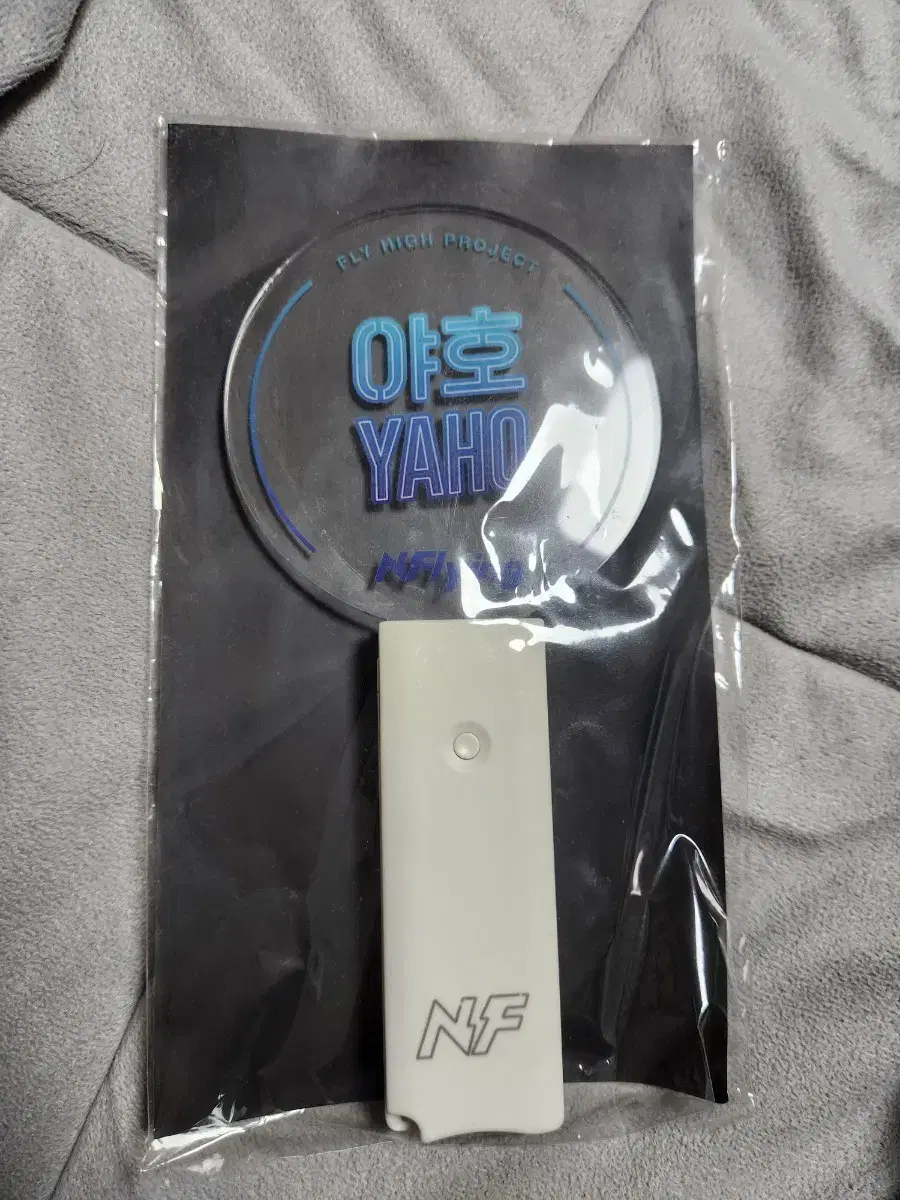 FLY HIGH PROJECT
야호
YAHO
N.Flying
NF